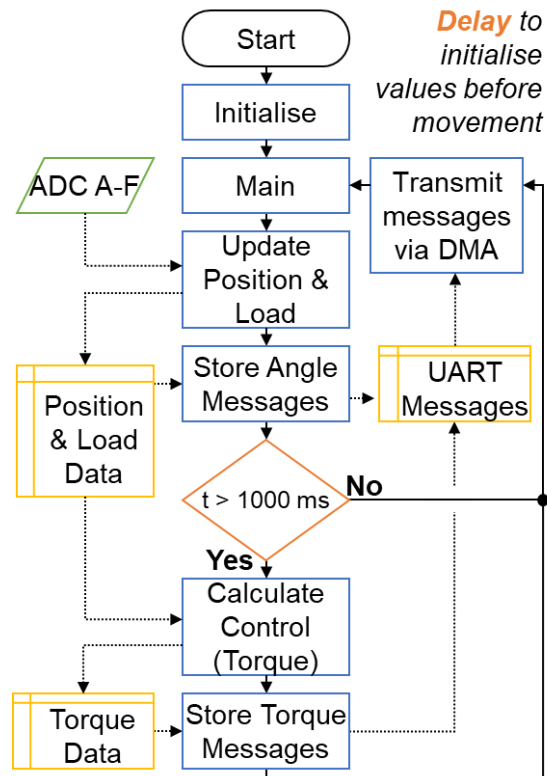 Start
Delay to
initialise
values before
movement
Initialise
ADC A-F
Main
Transmit
messages
via DMA
Update
Position &
Load
Position
& Load
Data
Store Angle
Messages
UART
Messages
t > 1000 ms
No
Yes
Calculate
Control
(Torque)
Torque
Data
Store Torque
Messages